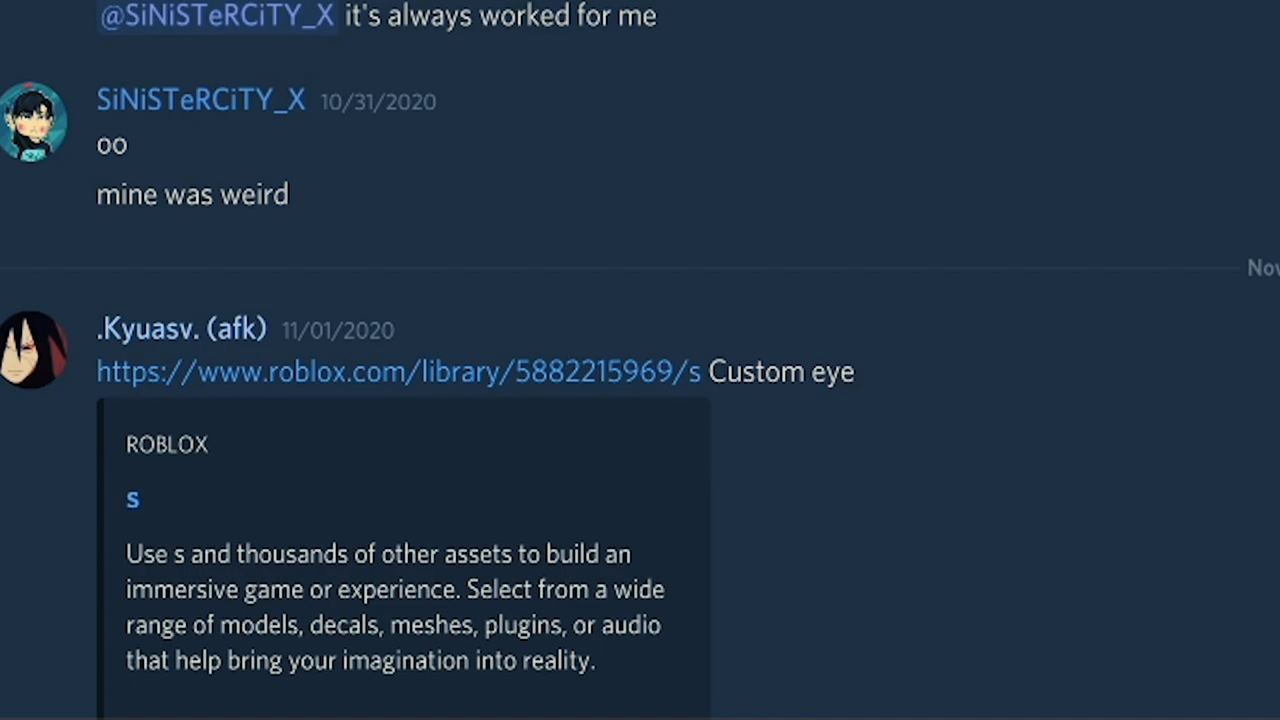 @SiNiSTeRCiTY_X it's always worked for me
SiNiSTeRCiTY_X 10/31/2020
oo
mine was weird
.Kyuasv. (afk) 11/01/2020
https://www.roblox.com/library/5882215969/s Custom eye
ROBLOX
s
Use s and thousands of other assets to build an
immersive game or experience. Select from a wide
range of models, decals, meshes, plugins, or audio
that help bring your imagination into reality.